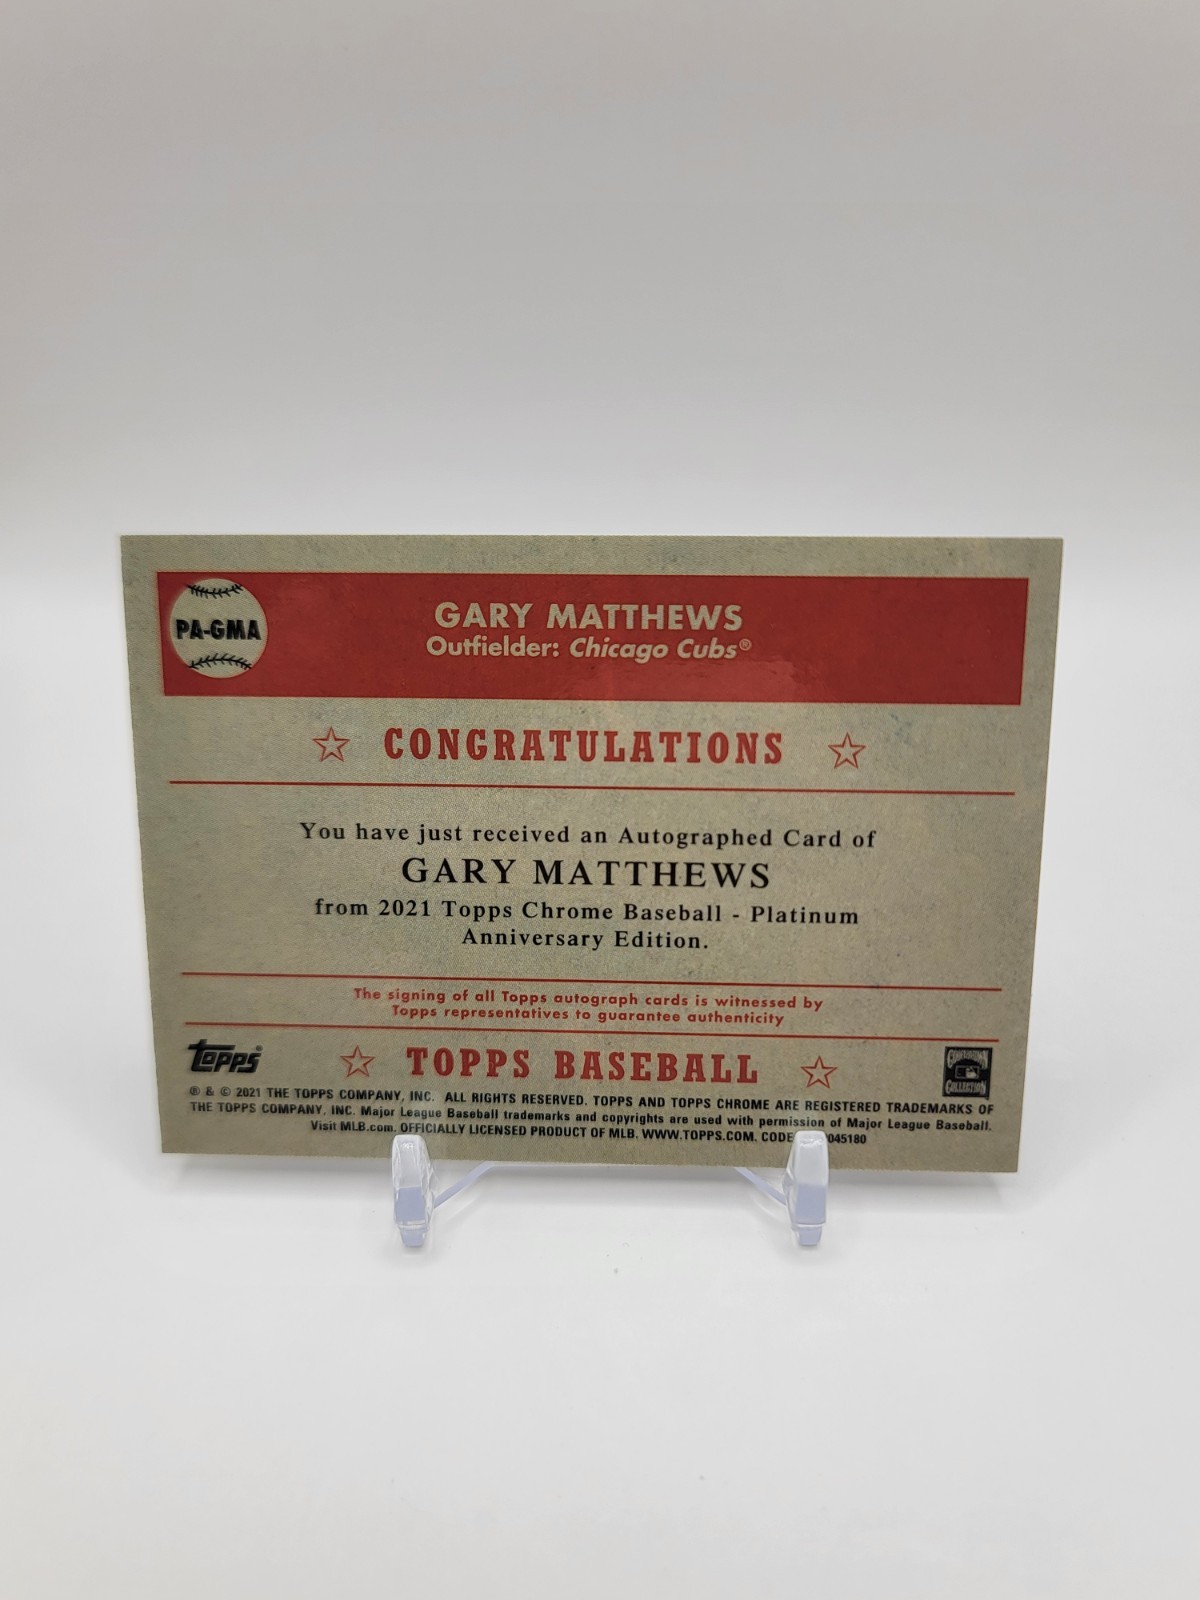 PA-GMA
GARY MATTHEWS
Outfielder: Chicago Cubs®
CONGRATULATIONS
You have just received an Autographed Card of
GARY MATTHEWS
from 2021 Topps Chrome Baseball - Platinum
Anniversary Edition.
The signing of all Topps autograph cards is witnessed by
Topps representatives to guarantee authenticity
Topps®
TOPPS BASEBALL
COOPERSTOWN
COLLECTION
® & © 2021 THE TOPPS COMPANY, INC. ALL RIGHTS RESERVED. TOPPS AND TOPPS CHROME ARE REGISTERED TRADEMARKS OF
THE TOPPS COMPANY, INC. Major League Baseball trademarks and copyrights are used with permission of Major League Baseball.
Visit MLB.com. OFFICIALLY LICENSED PRODUCT OF MLB. WWW.TOPPS.COM. CODE 045180